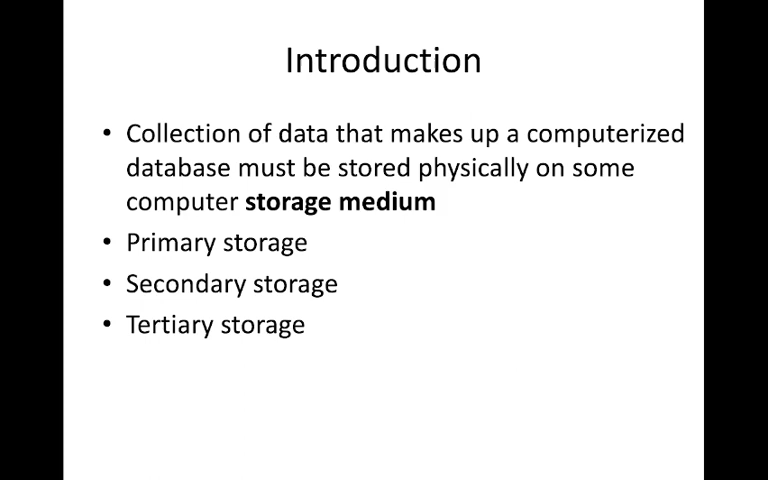 Introduction
• Collection of data that makes up a computerized
database must be stored physically on some
computer storage medium
• Primary storage
• Secondary storage
• Tertiary storage